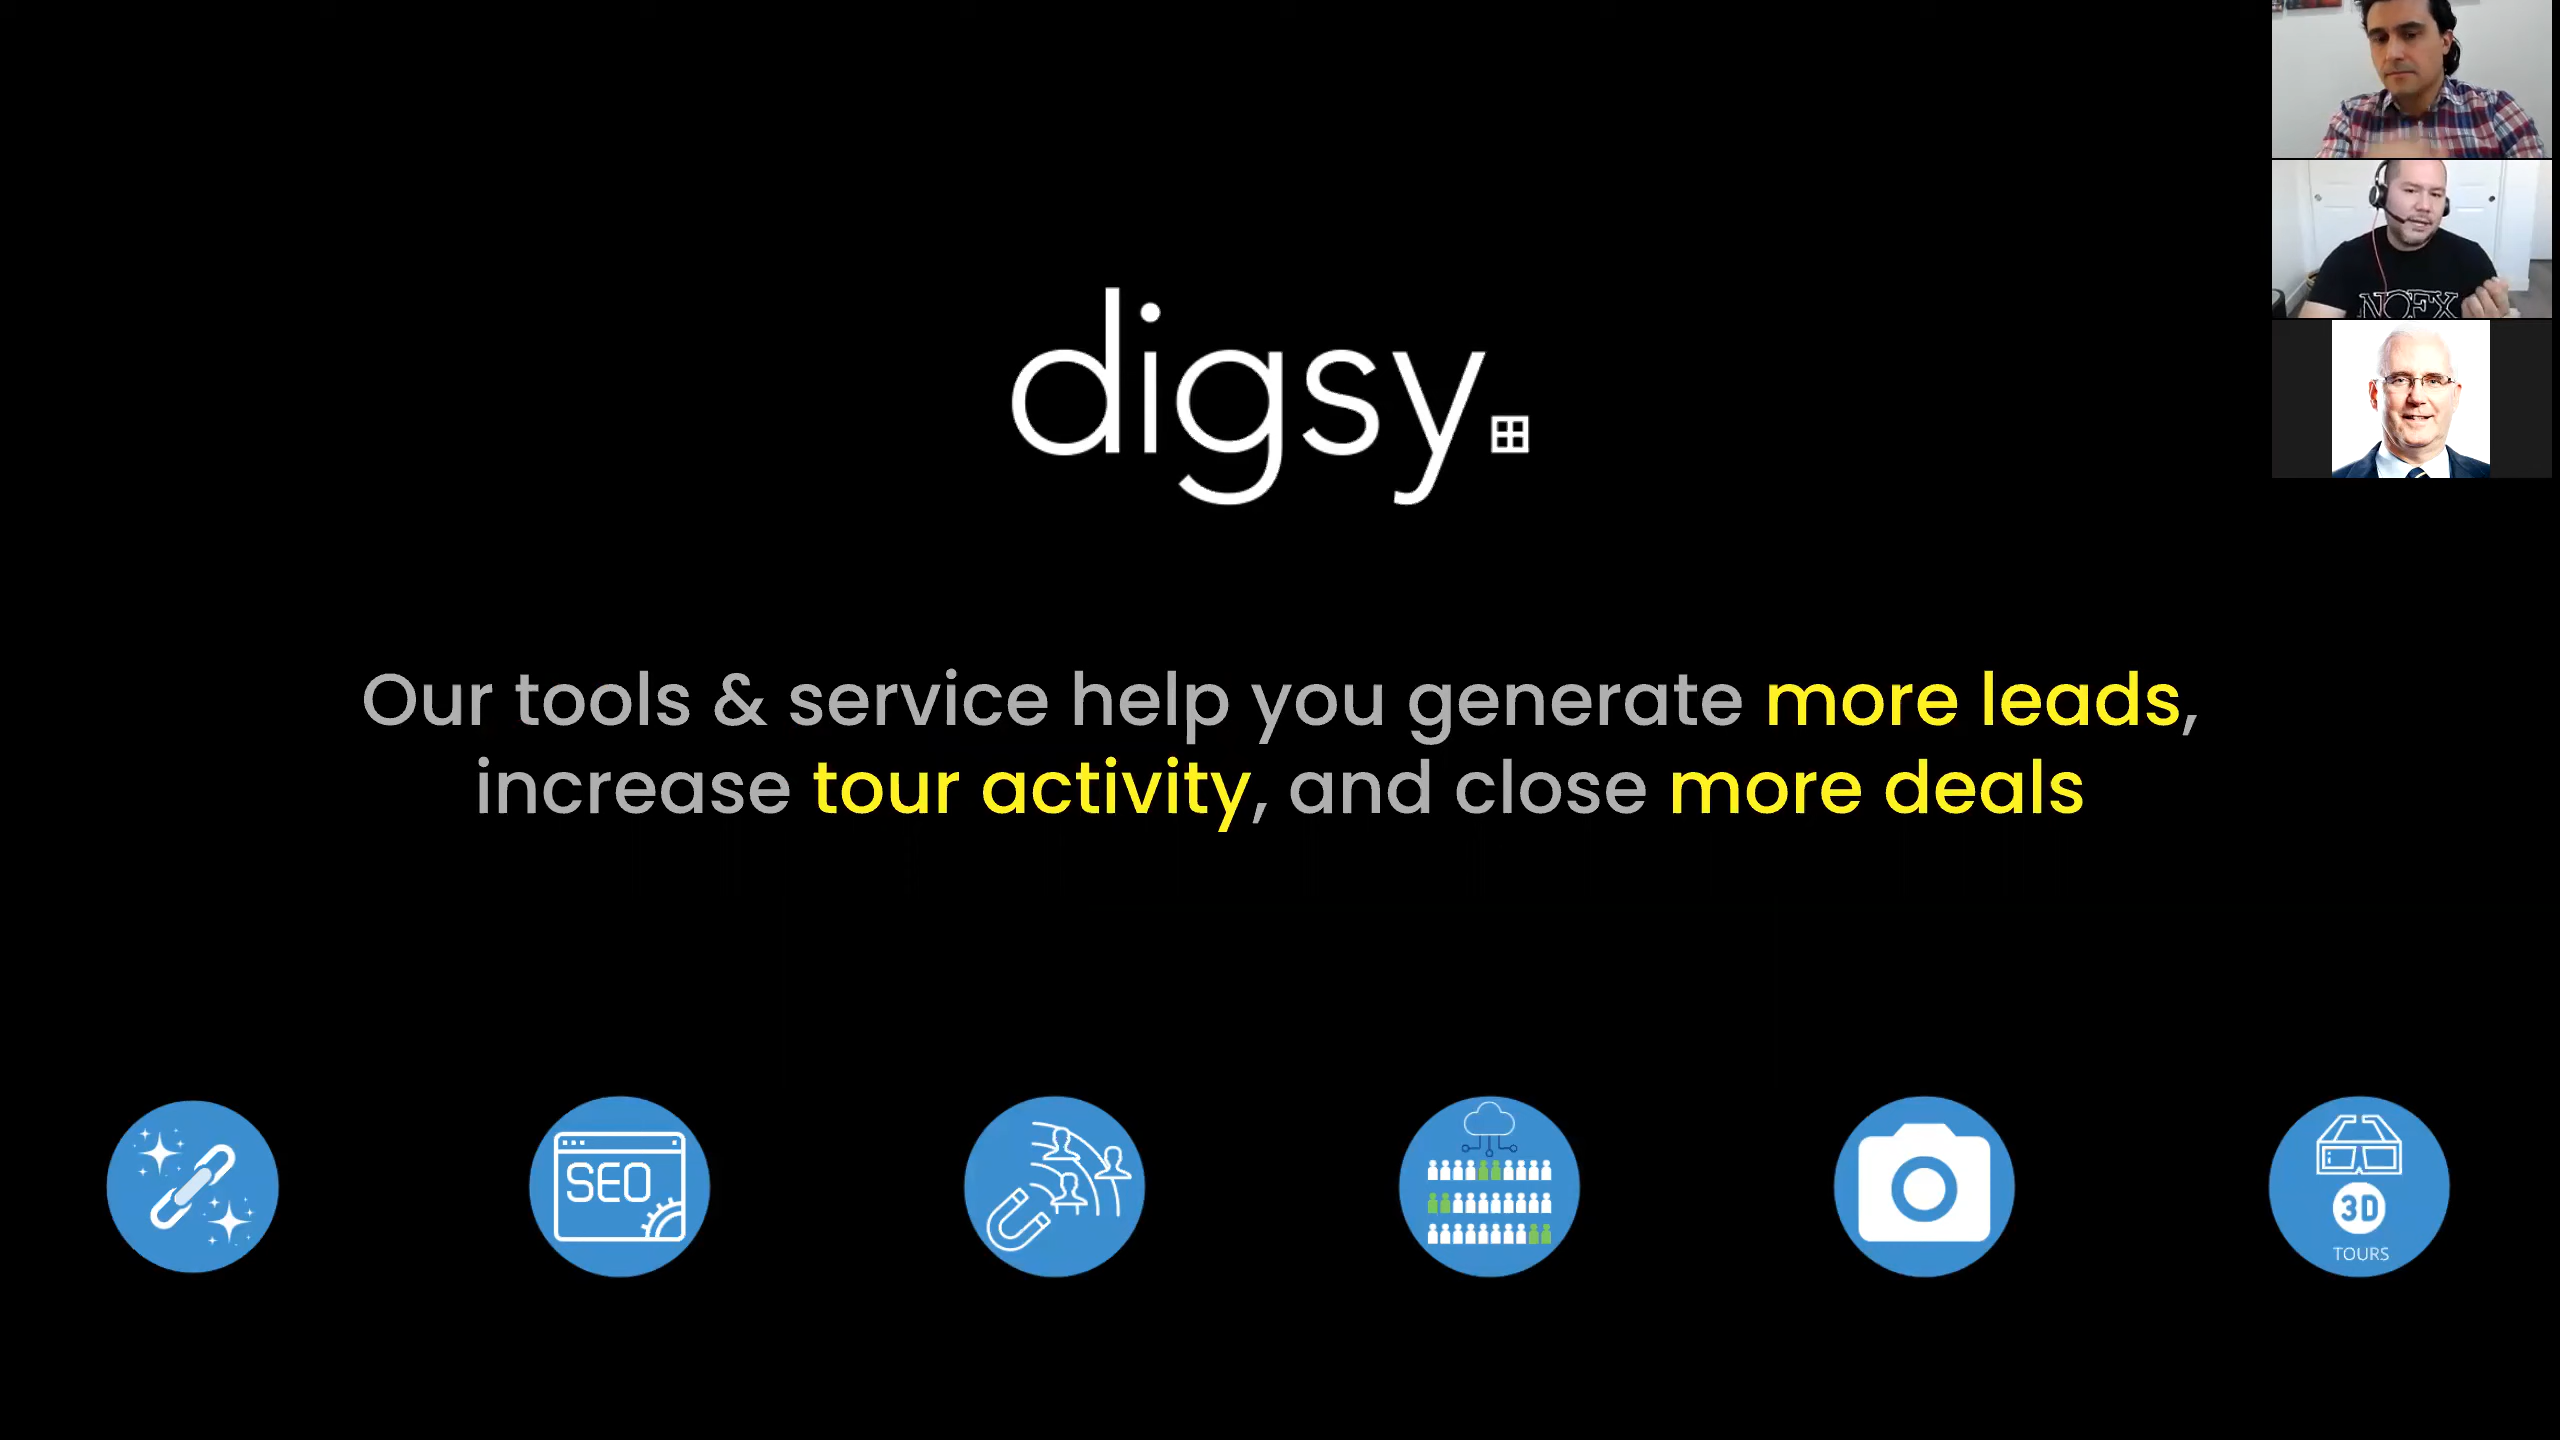 digsy
Our tools & service help you generate more leads,
increase tour activity, and close more deals
SEO
3D
TOURS
NOFX